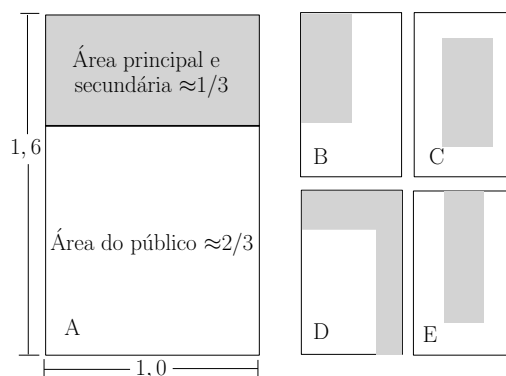 Área principal e
secundária ≈1/3
1, 6
Área do público ≈2/3
A
1, 0
B
C
D
E